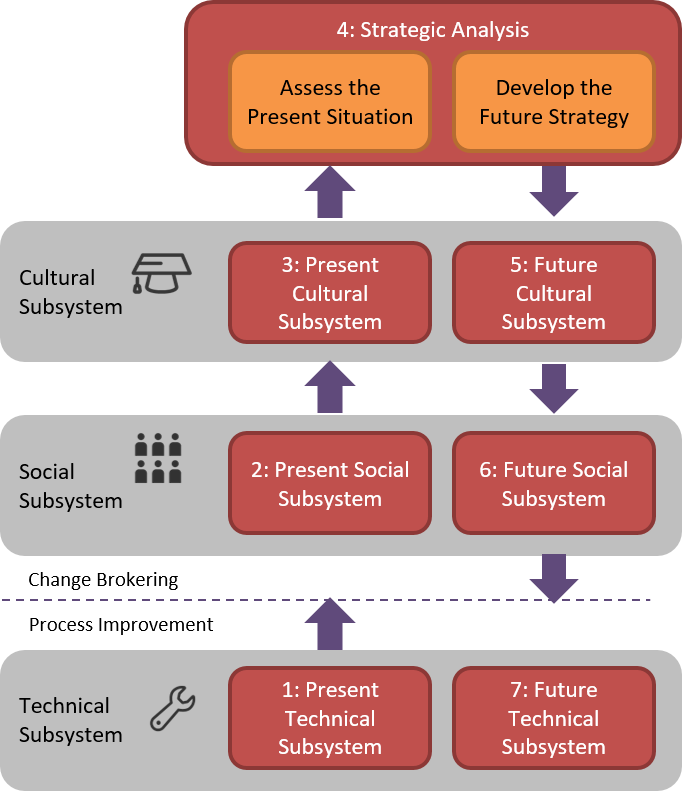 4: Strategic Analysis
Assess the
Present Situation
Develop the
Future Strategy
Cultural
Subsystem
3: Present
Cultural
Subsystem
5: Future
Cultural
Subsystem
Social
Subsystem
2: Present Social
Subsystem
6: Future Social
Subsystem
Change Brokering
Process Improvement
Technical
Subsystem
1: Present
Technical
Subsystem
7: Future
Technical
Subsystem